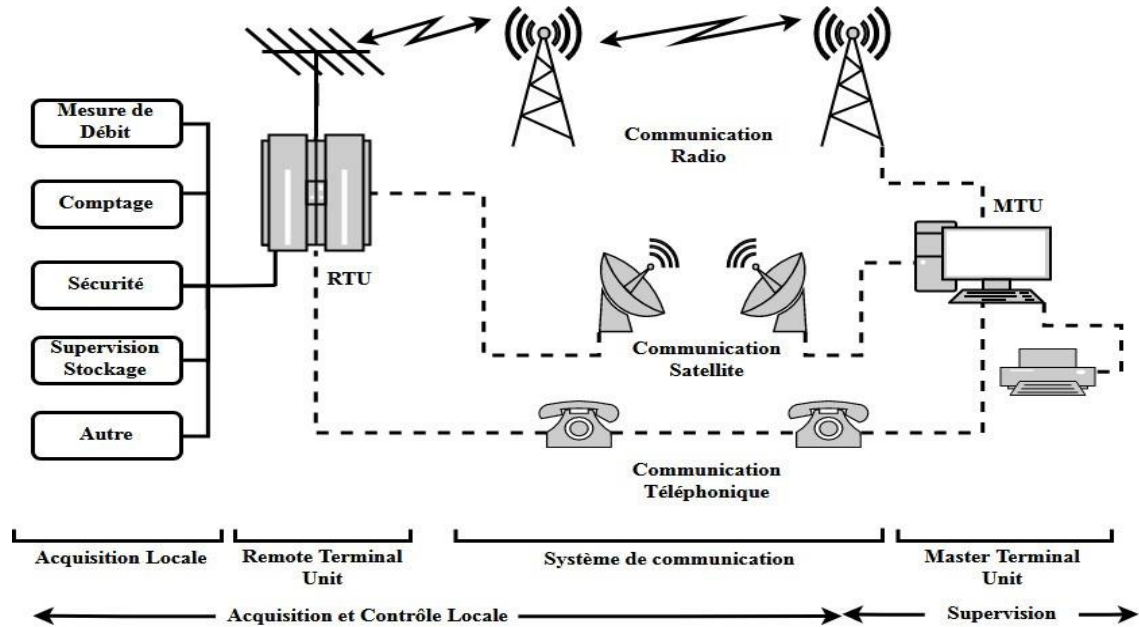 Mesure de
Débit
Comptage
Sécurité
Supervision
Stockage
Autre
RTU
Communication
Radio
MTU
Communication
Satellite
Communication
Téléphonique
Acquisition Locale
Remote Terminal
Unit
Système de communication
Master Terminal
Unit
Acquisition et Contrôle Locale
Supervision